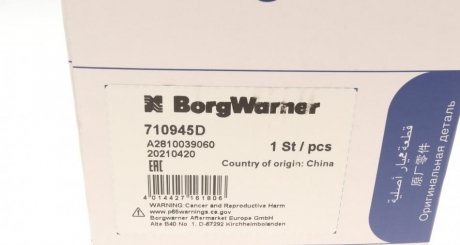 BorgWarner
710945D
A2810039060
20210420
1 St / pcs
Country of origin: China
EAC
4 014427 161806
WARNING: Cancer and Reproductive Harm
www.p65warnings.ca.gov
Borgwarner Aftermarket Europe GmbH
Alte B40 No. 1 D-67292 Kirchheimbolanden
قطعة غيار أصلية
原厂零件
Оригинальная деталь